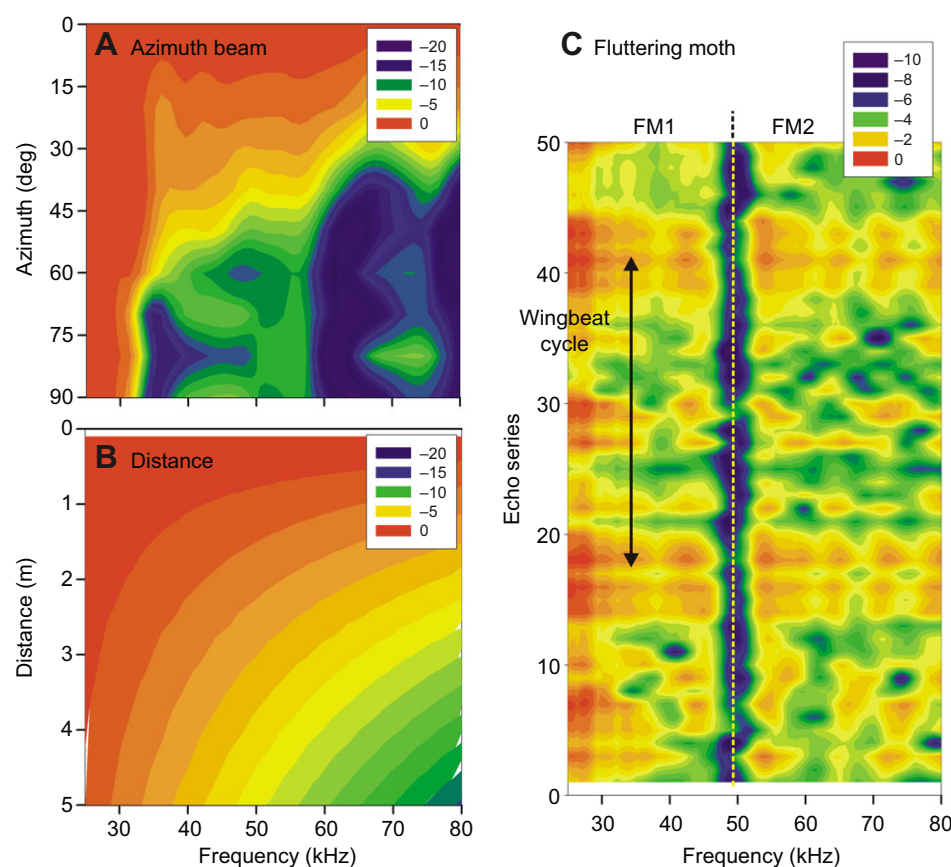 A Azimuth beam
0
15
30
45
60
75
90
Azimuth (deg)
–20
–15
–10
–5
0
B Distance
0
1
2
3
4
5
Distance (m)
–20
–15
–10
–5
0
30 40 50 60 70 80
Frequency (kHz)
C Fluttering moth
–10
–8
–6
–4
–2
0
FM1 FM2
50
40
30
20
10
0
Echo series
Wingbeat
cycle
30 40 50 60 70 80
Frequency (kHz)